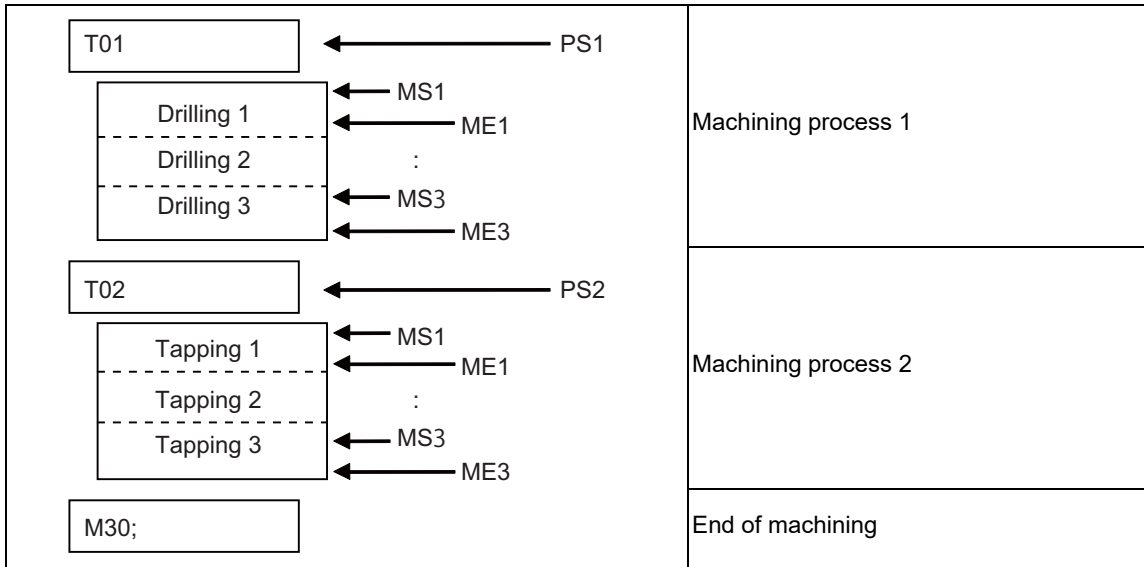 T01 PS1
MS1
Drilling 1
ME1
Machining process 1
Drilling 2 :
MS3
Drilling 3
ME3
T02 PS2
MS1
Tapping 1
ME1
Machining process 2
Tapping 2 :
MS3
Tapping 3
ME3
M30; End of machining